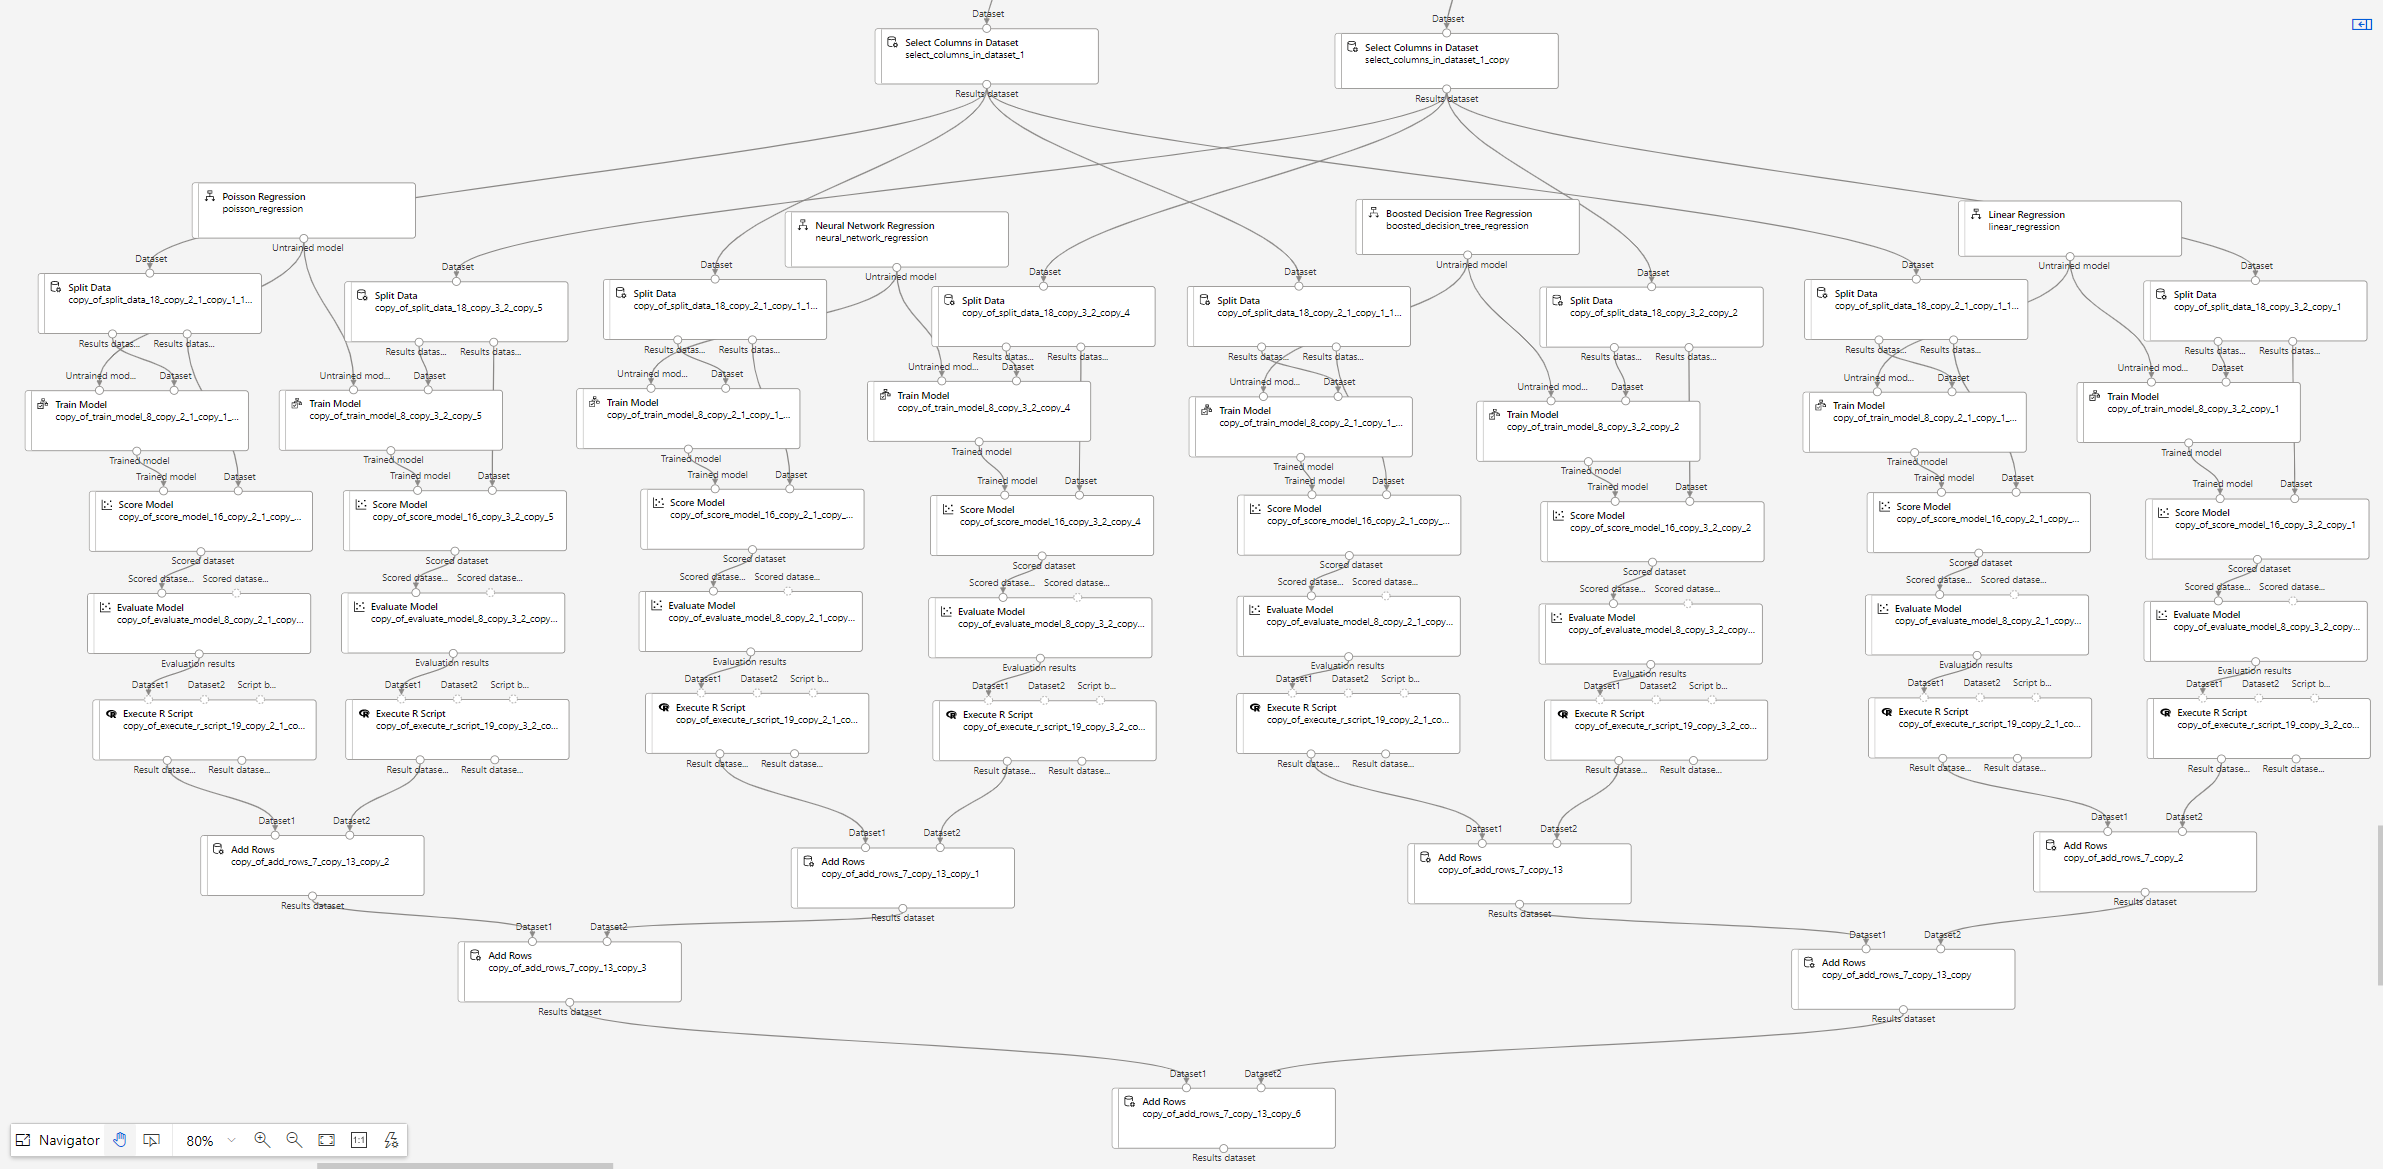 Dataset
Select Columns in Dataset
select_columns_in_dataset_1
Results dataset
Dataset
Select Columns in Dataset
select_columns_in_dataset_1_copy
Results dataset
Poisson Regression
poisson_regression
Untrained model
Neural Network Regression
neural_network_regression
Untrained model
Boosted Decision Tree Regression
boosted_decision_tree_regression
Untrained model
Linear Regression
linear_regression
Untrained model
Dataset
Split Data
copy_of_split_data_18_copy_2_1_copy_1_1...
Results datas... Results datas...
Dataset
Split Data
copy_of_split_data_18_copy_3_2_copy_5
Results datas... Results datas...
Dataset
Split Data
copy_of_split_data_18_copy_2_1_copy_1_1...
Results datas... Results datas...
Dataset
Split Data
copy_of_split_data_18_copy_3_2_copy_4
Results datas... Results datas...
Dataset
Split Data
copy_of_split_data_18_copy_2_1_copy_1_1...
Results datas... Results datas...
Dataset
Split Data
copy_of_split_data_18_copy_3_2_copy_2
Results datas... Results datas...
Dataset
Split Data
copy_of_split_data_18_copy_2_1_copy_1_1...
Results datas... Results datas...
Dataset
Split Data
copy_of_split_data_18_copy_3_2_copy_1
Results datas... Results datas...
Untrained mod... Dataset
Train Model
copy_of_train_model_8_copy_2_1_copy_1_...
Trained model
Untrained mod... Dataset
Train Model
copy_of_train_model_8_copy_3_2_copy_5
Trained model
Untrained mod... Dataset
Train Model
copy_of_train_model_8_copy_2_1_copy_1_...
Trained model
Untrained mod... Dataset
Train Model
copy_of_train_model_8_copy_3_2_copy_4
Trained model
Untrained mod... Dataset
Train Model
copy_of_train_model_8_copy_2_1_copy_1_...
Trained model
Untrained mod... Dataset
Train Model
copy_of_train_model_8_copy_3_2_copy_2
Trained model
Untrained mod... Dataset
Train Model
copy_of_train_model_8_copy_2_1_copy_1_...
Trained model
Untrained mod... Dataset
Train Model
copy_of_train_model_8_copy_3_2_copy_1
Trained model
Trained model Dataset
Score Model
copy_of_score_model_16_copy_2_1_copy_...
Scored dataset
Trained model Dataset
Score Model
copy_of_score_model_16_copy_3_2_copy_5
Scored dataset
Trained model Dataset
Score Model
copy_of_score_model_16_copy_2_1_copy_...
Scored dataset
Trained model Dataset
Score Model
copy_of_score_model_16_copy_3_2_copy_4
Scored dataset
Trained model Dataset
Score Model
copy_of_score_model_16_copy_2_1_copy_...
Scored dataset
Trained model Dataset
Score Model
copy_of_score_model_16_copy_3_2_copy_2
Scored dataset
Trained model Dataset
Score Model
copy_of_score_model_16_copy_2_1_copy_...
Scored dataset
Trained model Dataset
Score Model
copy_of_score_model_16_copy_3_2_copy_1
Scored dataset
Scored datase... Scored datase...
Evaluate Model
copy_of_evaluate_model_8_copy_2_1_copy...
Evaluation results
Scored datase... Scored datase...
Evaluate Model
copy_of_evaluate_model_8_copy_3_2_copy...
Evaluation results
Scored datase... Scored datase...
Evaluate Model
copy_of_evaluate_model_8_copy_2_1_copy...
Evaluation results
Scored datase... Scored datase...
Evaluate Model
copy_of_evaluate_model_8_copy_3_2_copy...
Evaluation results
Scored datase... Scored datase...
Evaluate Model
copy_of_evaluate_model_8_copy_2_1_copy...
Evaluation results
Scored datase... Scored datase...
Evaluate Model
copy_of_evaluate_model_8_copy_3_2_copy...
Evaluation results
Scored datase... Scored datase...
Evaluate Model
copy_of_evaluate_model_8_copy_2_1_copy...
Evaluation results
Scored datase... Scored datase...
Evaluate Model
copy_of_evaluate_model_8_copy_3_2_copy...
Evaluation results
Dataset1 Dataset2 Script b...
Execute R Script
copy_of_execute_r_script_19_copy_2_1_co...
Result datase... Result datase...
Dataset1 Dataset2 Script b...
Execute R Script
copy_of_execute_r_script_19_copy_3_2_co...
Result datase... Result datase...
Dataset1 Dataset2 Script b...
Execute R Script
copy_of_execute_r_script_19_copy_2_1_co...
Result datase... Result datase...
Dataset1 Dataset2 Script b...
Execute R Script
copy_of_execute_r_script_19_copy_3_2_co...
Result datase... Result datase...
Dataset1 Dataset2 Script b...
Execute R Script
copy_of_execute_r_script_19_copy_2_1_co...
Result datase... Result datase...
Dataset1 Dataset2 Script b...
Execute R Script
copy_of_execute_r_script_19_copy_3_2_co...
Result datase... Result datase...
Dataset1 Dataset2 Script b...
Execute R Script
copy_of_execute_r_script_19_copy_2_1_co...
Result datase... Result datase...
Dataset1 Dataset2 Script b...
Execute R Script
copy_of_execute_r_script_19_copy_3_2_co...
Result datase... Result datase...
Dataset1 Dataset2
Add Rows
copy_of_add_rows_7_copy_13_copy_2
Results dataset
Dataset1 Dataset2
Add Rows
copy_of_add_rows_7_copy_13_copy_1
Results dataset
Dataset1 Dataset2
Add Rows
copy_of_add_rows_7_copy_13
Results dataset
Dataset1 Dataset2
Add Rows
copy_of_add_rows_7_copy_2
Results dataset
Dataset1 Dataset2
Add Rows
copy_of_add_rows_7_copy_13_copy_3
Results dataset
Dataset1 Dataset2
Add Rows
copy_of_add_rows_7_copy_13_copy
Results dataset
Dataset1 Dataset2
Add Rows
copy_of_add_rows_7_copy_13_copy_6
Results dataset
Navigator 80% 1:1